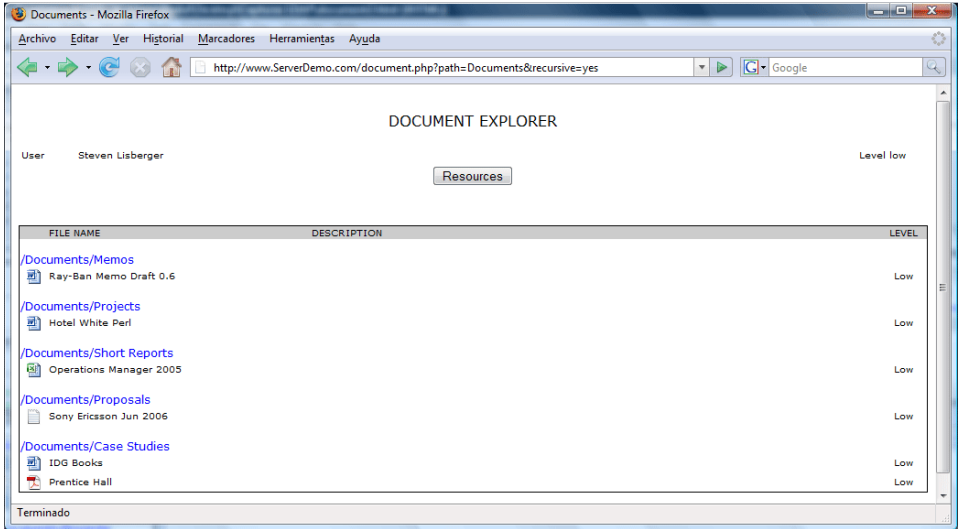 Documents - Mozilla Firefox
Archivo Editar Ver Historial Marcadores Herramientas Ayuda
http://www.ServerDemo.com/document.php?path=Documents&recursive=yes G Google
DOCUMENT EXPLORER
User Steven Lisberger Level low
Resources
FILE NAME DESCRIPTION LEVEL
/Documents/Memos
Ray-Ban Memo Draft 0.6 Low
/Documents/Projects
Hotel White Perl Low
/Documents/Short Reports
Operations Manager 2005 Low
/Documents/Proposals
Sony Ericsson Jun 2006 Low
/Documents/Case Studies
IDG Books Low
Prentice Hall Low
Terminado